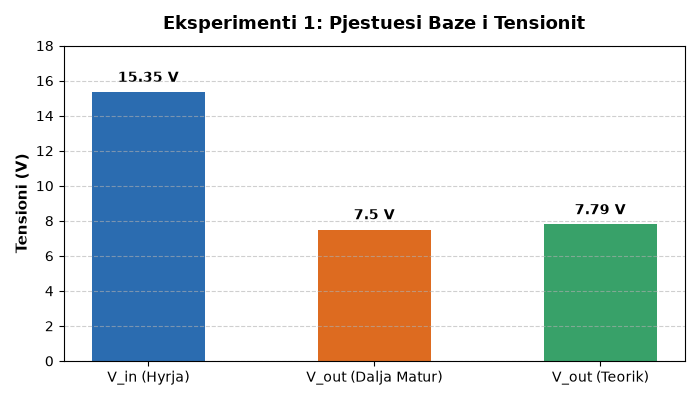 Eksperimenti 1: Pjestuesi Baze i Tensionit
Tensioni (V)
18
16
14
12
10
8
6
4
2
0
15.35 V
7.5 V
7.79 V
V_in (Hyrja)
V_out (Dalja Matur)
V_out (Teorik)